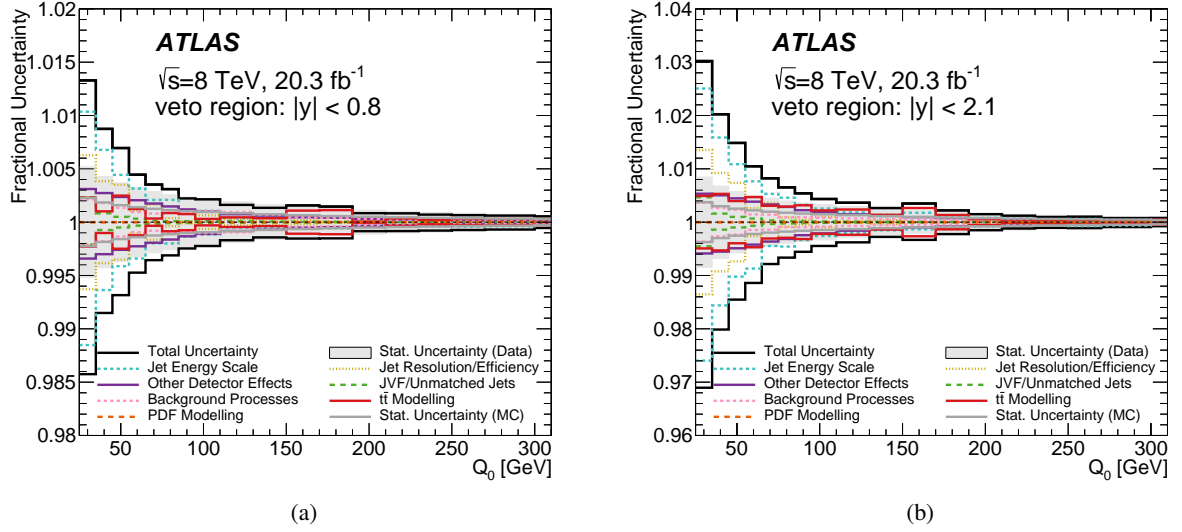 Fractional Uncertainty
1.02
1.015
1.01
1.005
1
0.995
0.99
0.985
0.98
ATLAS
√s=8 TeV, 20.3 fb⁻¹
veto region: |y| < 0.8
Total Uncertainty
Jet Energy Scale
Other Detector Effects
Background Processes
PDF Modelling
Stat. Uncertainty (Data)
Jet Resolution/Efficiency
JVF/Unmatched Jets
tt̄ Modelling
Stat. Uncertainty (MC)
50 100 150 200 250 300
Q₀ [GeV]
(a)
Fractional Uncertainty
1.04
1.03
1.02
1.01
1
0.99
0.98
0.97
0.96
ATLAS
√s=8 TeV, 20.3 fb⁻¹
veto region: |y| < 2.1
Total Uncertainty
Jet Energy Scale
Other Detector Effects
Background Processes
PDF Modelling
Stat. Uncertainty (Data)
Jet Resolution/Efficiency
JVF/Unmatched Jets
tt̄ Modelling
Stat. Uncertainty (MC)
50 100 150 200 250 300
Q₀ [GeV]
(b)